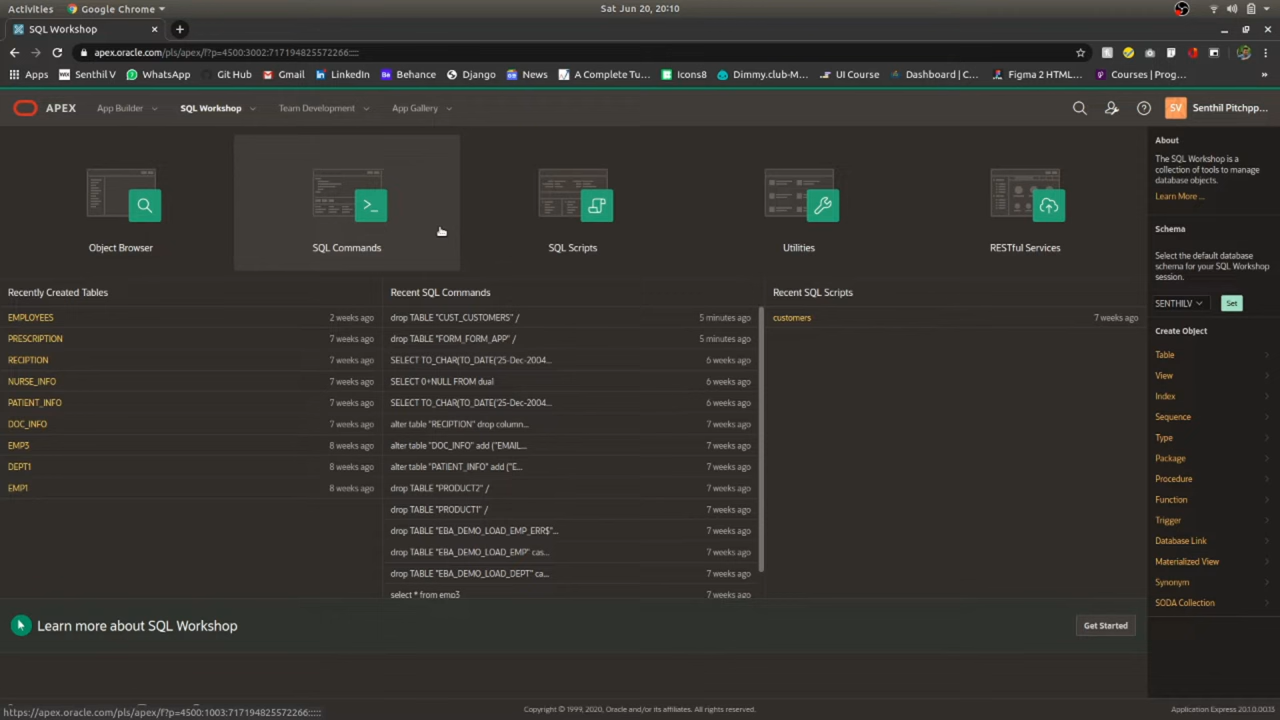 Activities
Google Chrome
Sat Jun 20, 20:10
SQL Workshop
apex.oracle.com/pls/apex/f?p=4500:3002:717194825572266::::
Apps
Senthil V
WhatsApp
Git Hub
Gmail
LinkedIn
Behance
Django
News
A Complete Tu...
Icons8
Dimmy.club-M...
UI Course
Dashboard | C...
Figma 2 HTML...
Courses | Prog...
»
APEX
App Builder
SQL Workshop
Team Development
App Gallery
SV
Senthil Pitchpp...
Object Browser
SQL Commands
SQL Scripts
Utilities
RESTful Services
Recently Created Tables
EMPLOYEES 2 weeks ago
PRESCRIPTION 7 weeks ago
RECIPTION 7 weeks ago
NURSE_INFO 7 weeks ago
PATIENT_INFO 7 weeks ago
DOC_INFO 7 weeks ago
EMP3 8 weeks ago
DEPT1 8 weeks ago
EMP1 8 weeks ago
Recent SQL Commands
drop TABLE "CUST_CUSTOMERS" / 5 minutes ago
drop TABLE "FORM_FORM_APP" / 5 minutes ago
SELECT TO_CHAR(TO_DATE('25-Dec-2004... 6 weeks ago
SELECT 0+NULL FROM dual 6 weeks ago
SELECT TO_CHAR(TO_DATE('25-Dec-2004... 6 weeks ago
alter table "RECIPTION" drop column... 7 weeks ago
alter table "DOC_INFO" add ("EMAIL... 7 weeks ago
alter table "PATIENT_INFO" add ("E... 7 weeks ago
drop TABLE "PRODUCT2" / 7 weeks ago
drop TABLE "PRODUCT1" / 7 weeks ago
drop TABLE "EBA_DEMO_LOAD_EMP_ERR$"... 7 weeks ago
drop TABLE "EBA_DEMO_LOAD_EMP" cas... 7 weeks ago
drop TABLE "EBA_DEMO_LOAD_DEPT" ca... 7 weeks ago
select * from emp3 7 weeks ago
Recent SQL Scripts
customers 7 weeks ago
About
The SQL Workshop is a
collection of tools to manage
database objects.
Learn More ...
Schema
Select the default database
schema for your SQL Workshop
session.
SENTHILV
Set
Create Object
Table
View
Index
Sequence
Type
Package
Procedure
Function
Trigger
Database Link
Materialized View
Synonym
SODA Collection
Learn more about SQL Workshop
Get Started
https://apex.oracle.com/pls/apex/f?p=4500:1003:717194825572266:::::
Copyright © 1999, 2020, Oracle and/or its affiliates. All rights reserved.
Application Express 20.1.0.00.13